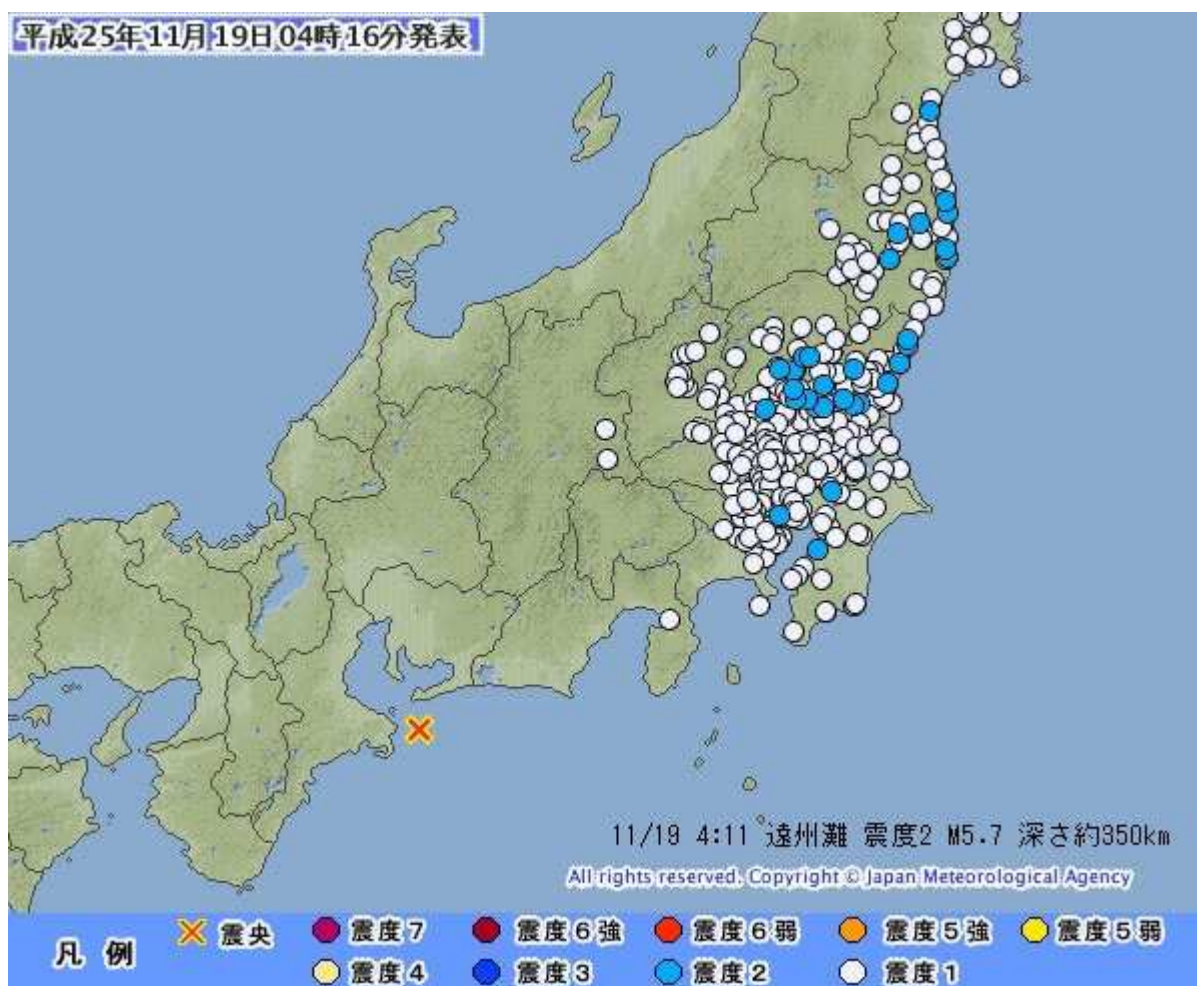 平成25年11月19日04時16分発表
11/19 4:11 遠州灘 震度2 M5.7 深さ約350km
All rights reserved. Copyright © Japan Meteorological Agency
凡 例
震央 震度7 震度6強 震度6弱 震度5強 震度5弱
震度4 震度3 震度2 震度1